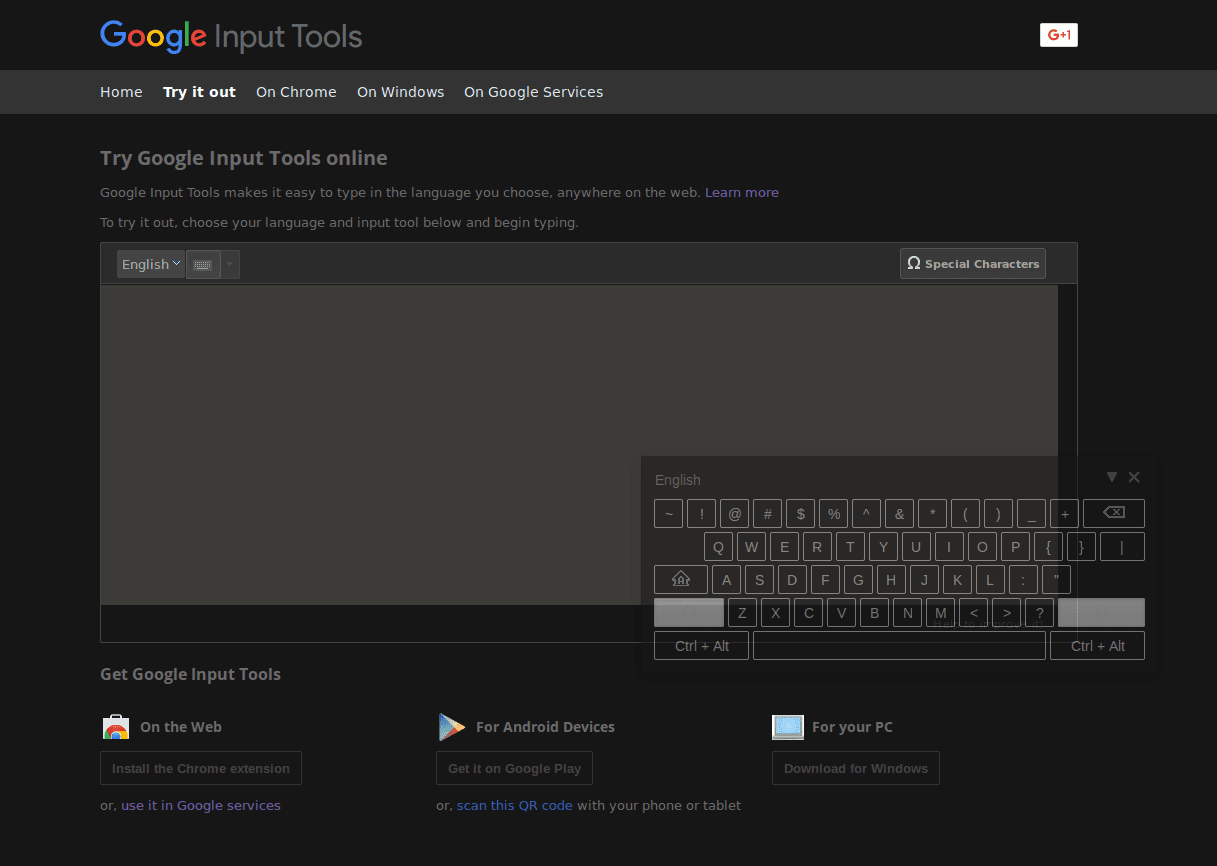 Google Input Tools
G+1
Home Try it out On Chrome On Windows On Google Services
Try Google Input Tools online
Google Input Tools makes it easy to type in the language you choose, anywhere on the web. Learn more
To try it out, choose your language and input tool below and begin typing.
English Ω Special Characters
English
~ ! @ # $ % ^ & * ( ) _ +
Q W E R T Y U I O P { } |
A S D F G H J K L : "
Z X C V B N M < > ?
Help to improve it!
Ctrl + Alt Ctrl + Alt
Get Google Input Tools
On the Web For Android Devices For your PC
Install the Chrome extension Get it on Google Play Download for Windows
or, use it in Google services or, scan this QR code with your phone or tablet